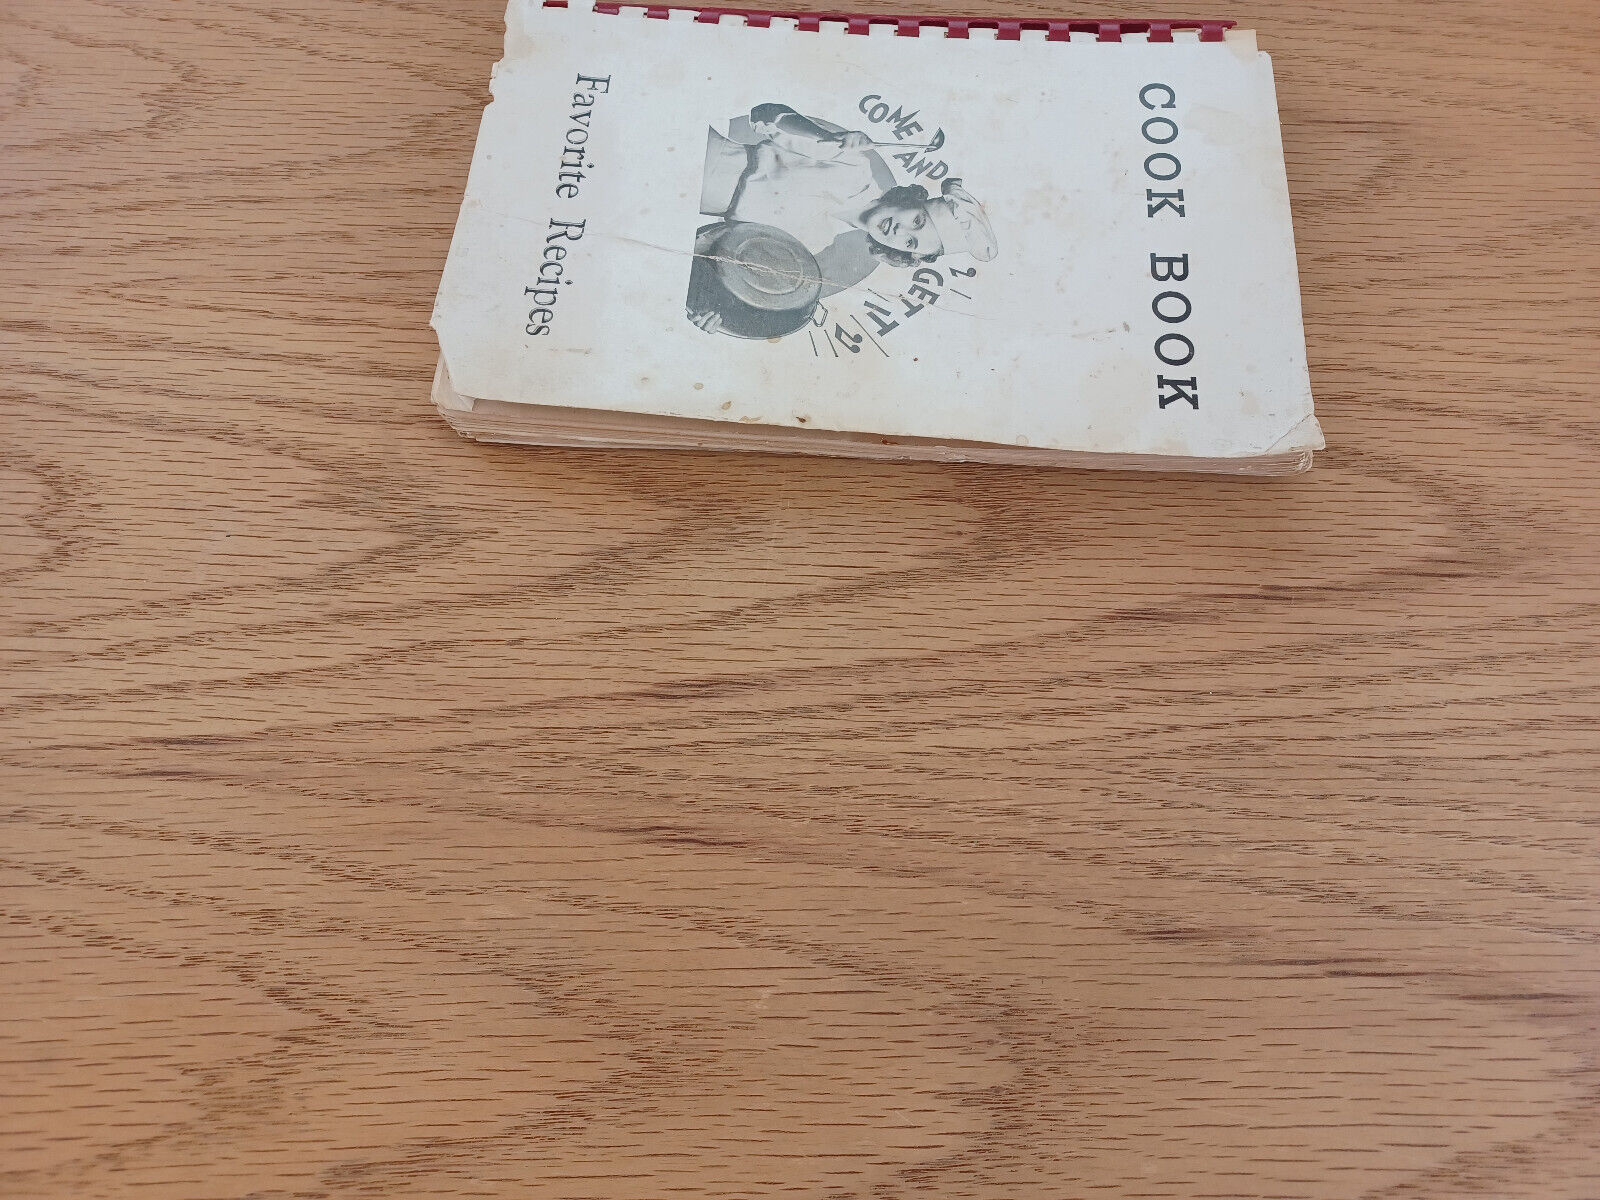 COOK BOOK
COME
AND
GET IT
Favorite Recipes